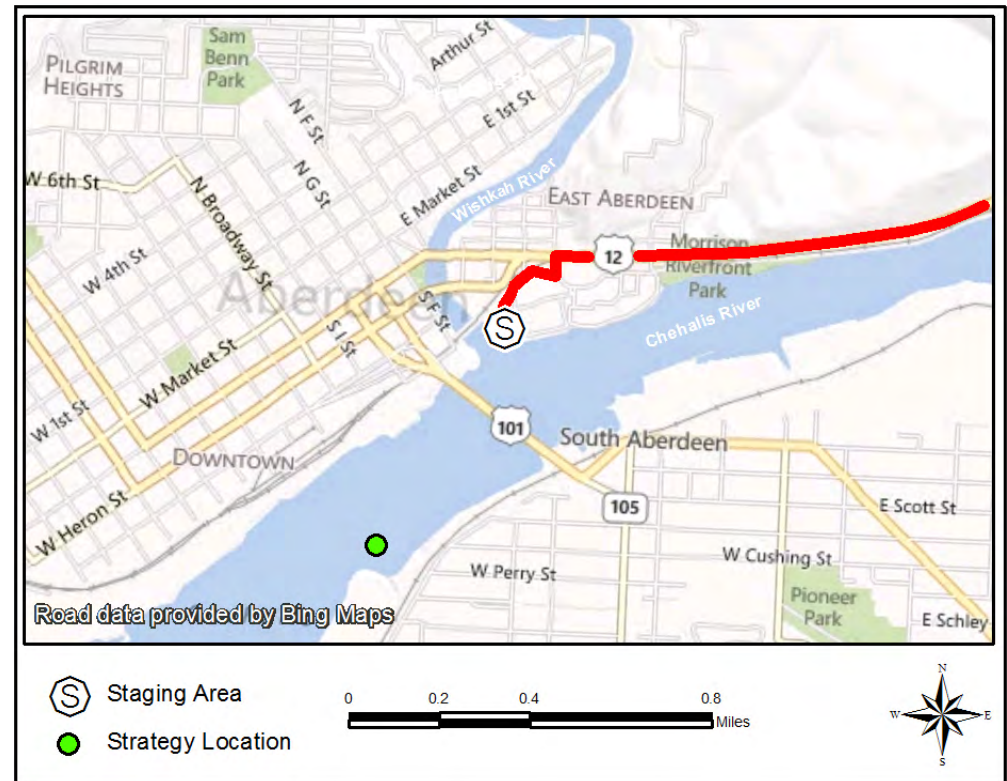 Sam
Benn
Park
PILGRIM
HEIGHTS
Arthur St
N F St
E 1st St
N G St
W 6th St
N Broadway St
E Market St
Wishkah River
EAST ABERDEEN
W 4th St
12
Morrison
Riverfront
Park
Aberdeen
S F St
S
Chehalis River
S I St
W Market St
W 1st St
101
South Aberdeen
DOWNTOWN
105
E Scott St
W Heron St
W Cushing St
W Perry St
Pioneer
Park
E Schley
Road data provided by Bing Maps
S Staging Area
Strategy Location
0 0.2 0.4 0.8
Miles
N
W E
S